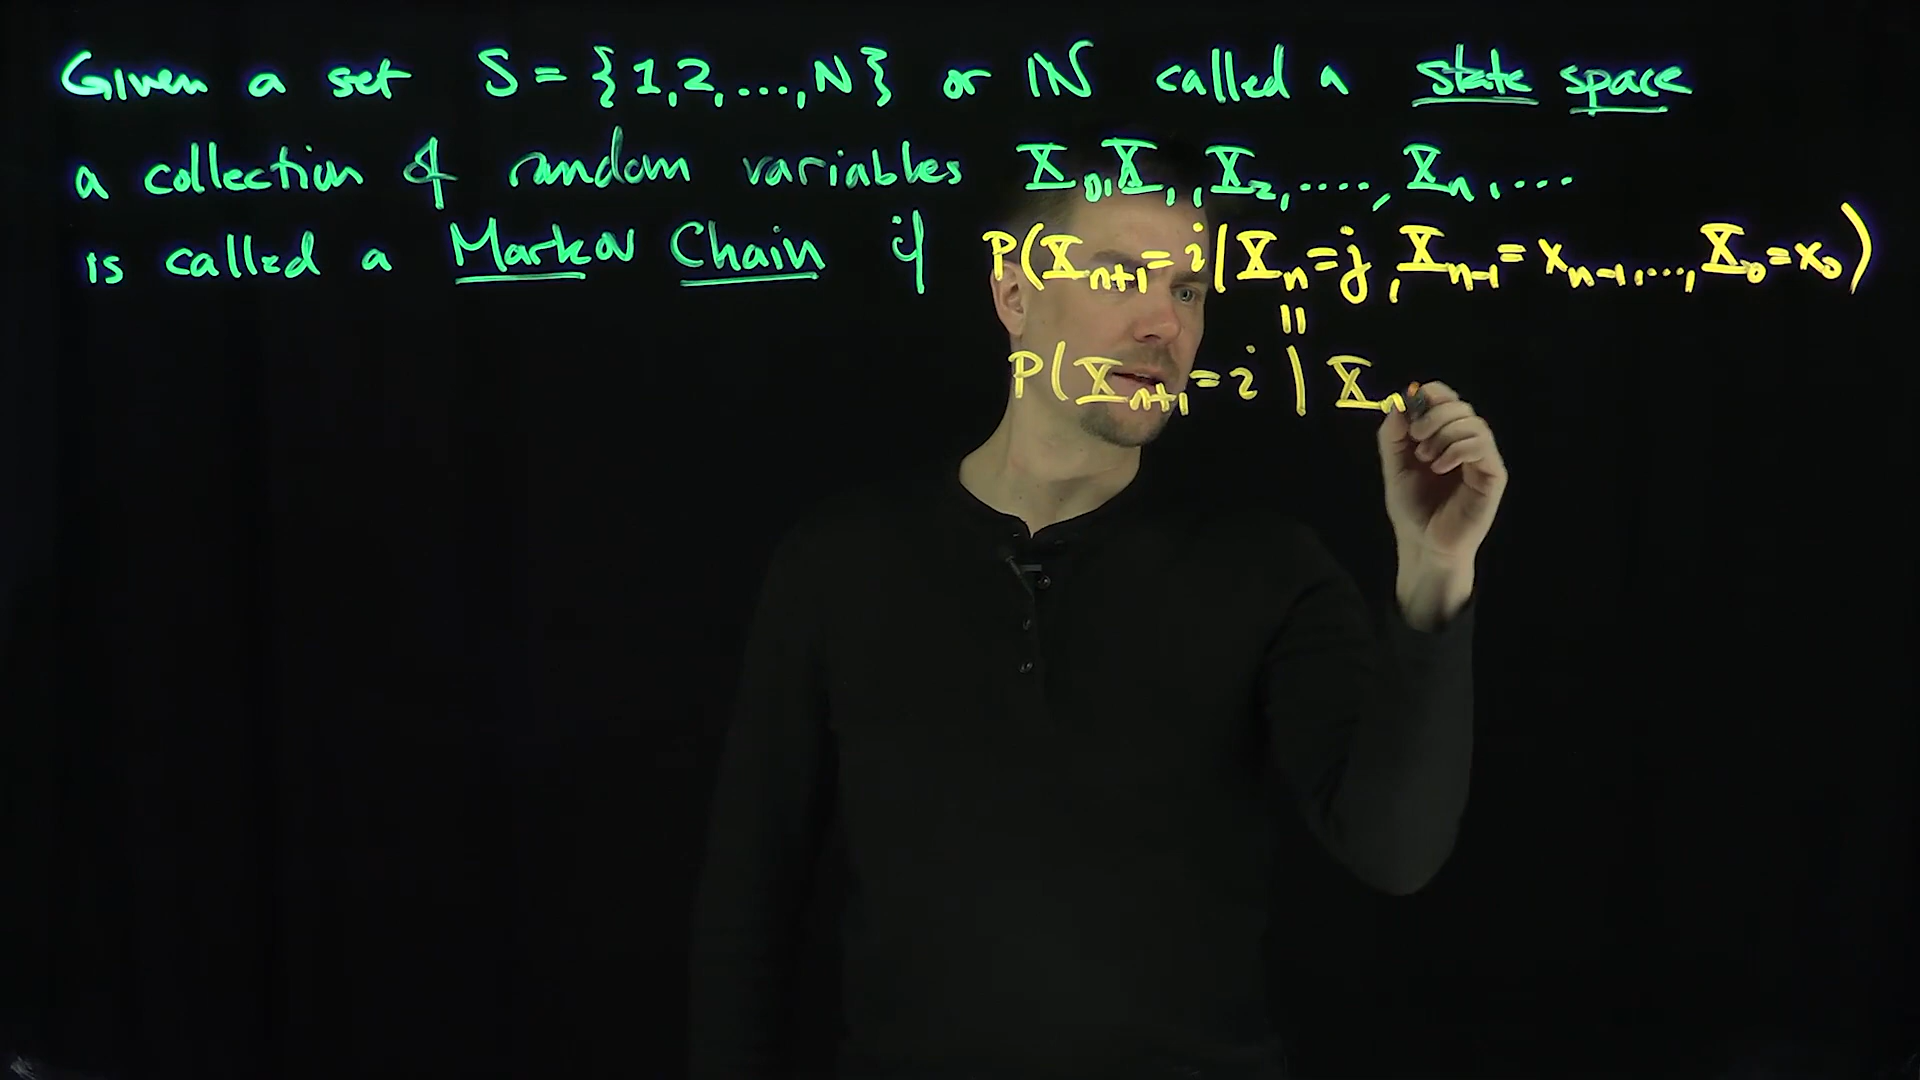 Given a set S = {1,2,...,N} or ℕ called a state space
a collection of random variables X₀, X₁, X₂, ...., Xₙ, ...
is called a Markov Chain if P(Xₙ₊₁ = i | Xₙ = j, Xₙ₋₁ = xₙ₋₁, ..., X₀ = x₀)
||
P(Xₙ₊₁ = i | Xₙ